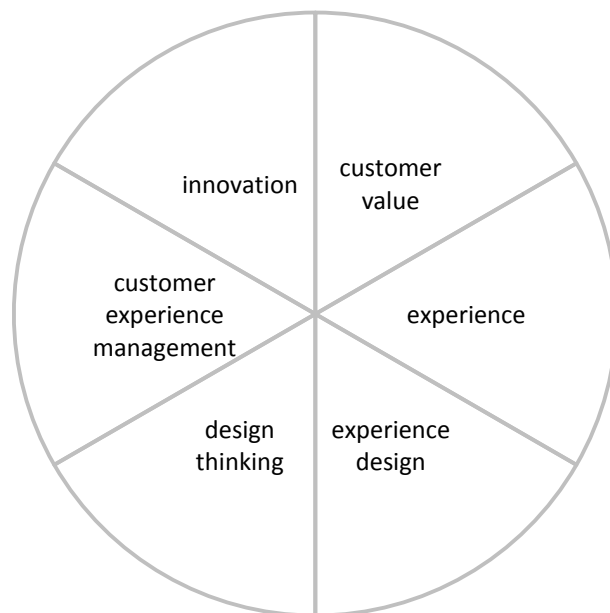 innovation
customer
value
customer
experience
management
experience
design
thinking
experience
design